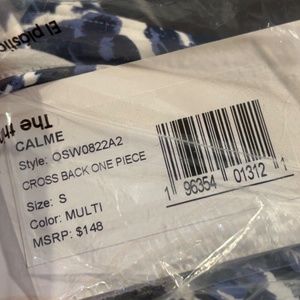 El plástic
The th
CALME
Style: OSW0822A2
CROSS BACK ONE PIECE
Size: S
Color: MULTI
MSRP: $148
1 96354 01312 1